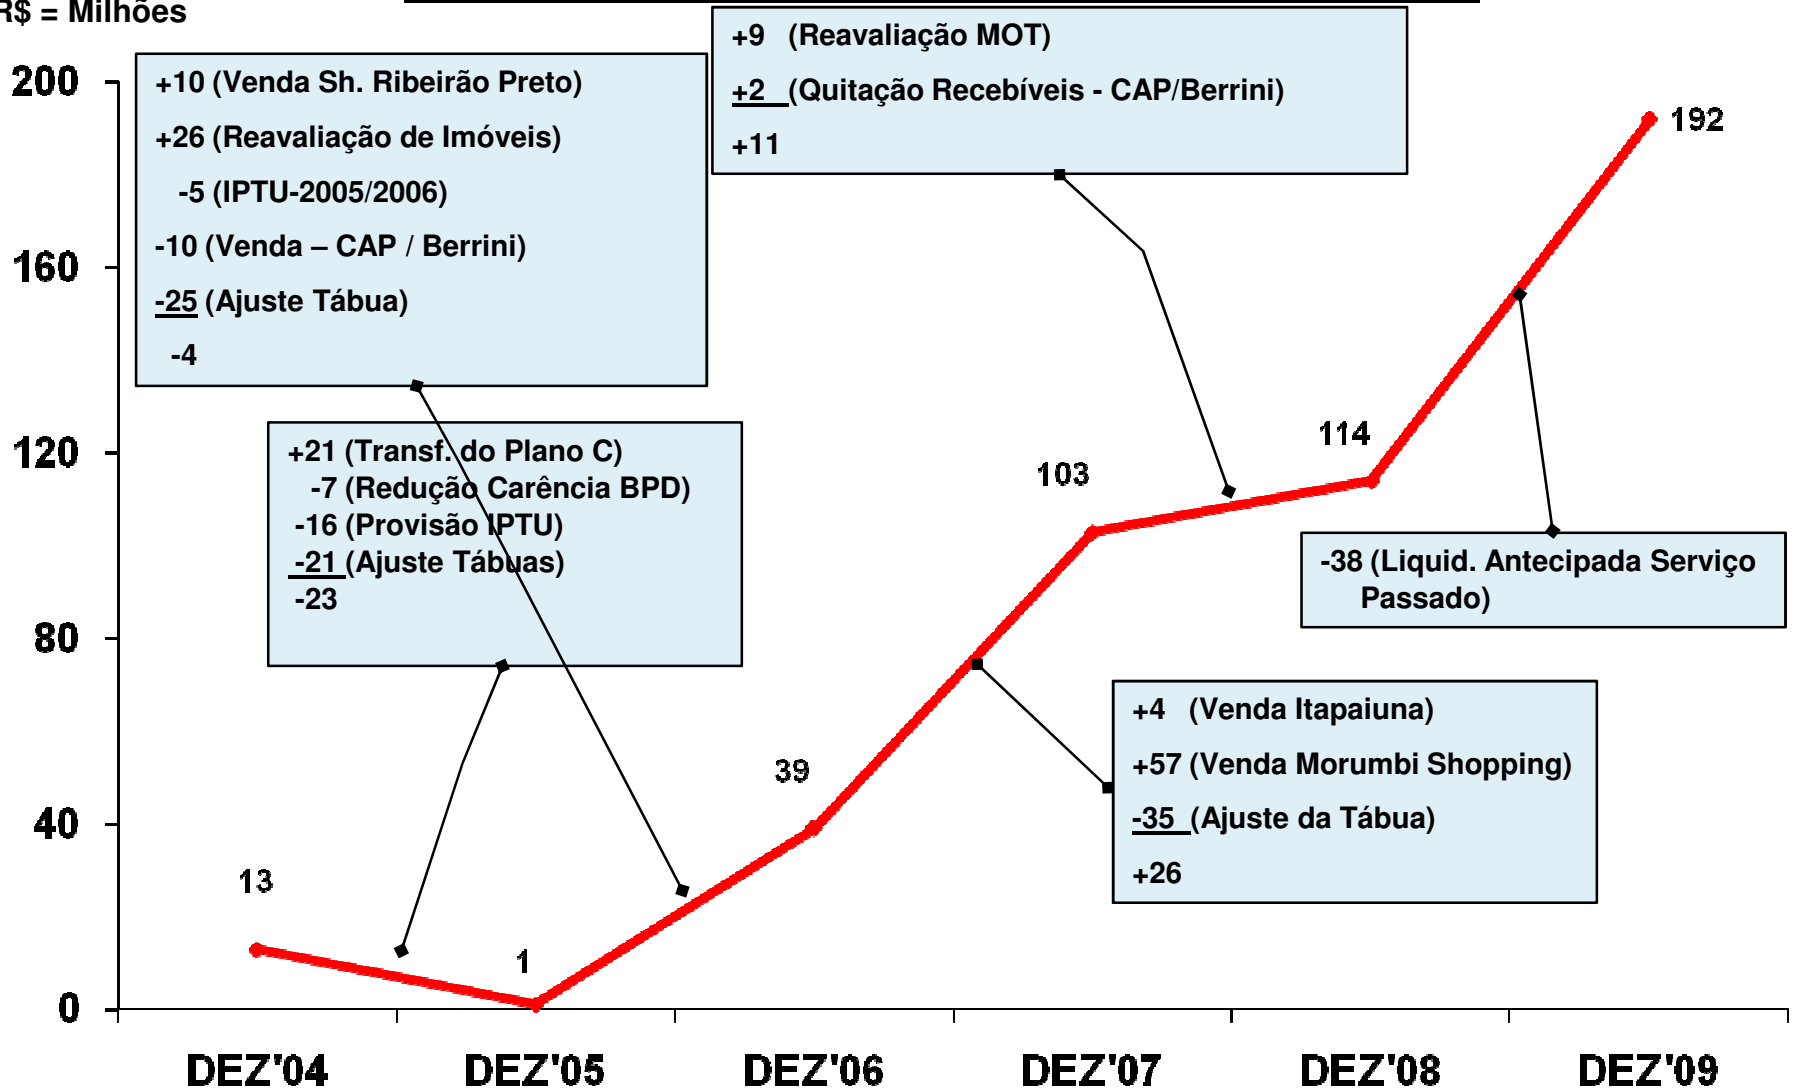 R$ = Milhões
+9 (Reavaliação MOT)
+2 (Quitação Recebíveis - CAP/Berrini)
+11
+10 (Venda Sh. Ribeirão Preto)
+26 (Reavaliação de Imóveis)
-5 (IPTU-2005/2006)
-10 (Venda – CAP / Berrini)
-25 (Ajuste Tábua)
-4
+21 (Transf. do Plano C)
-7 (Redução Carência BPD)
-16 (Provisão IPTU)
-21 (Ajuste Tábuas)
-23
-38 (Liquid. Antecipada Serviço
Passado)
+4 (Venda Itapaiuna)
+57 (Venda Morumbi Shopping)
-35 (Ajuste da Tábua)
+26
200
160
120
80
40
0
13
1
39
103
114
192
DEZ'04 DEZ'05 DEZ'06 DEZ'07 DEZ'08 DEZ'09